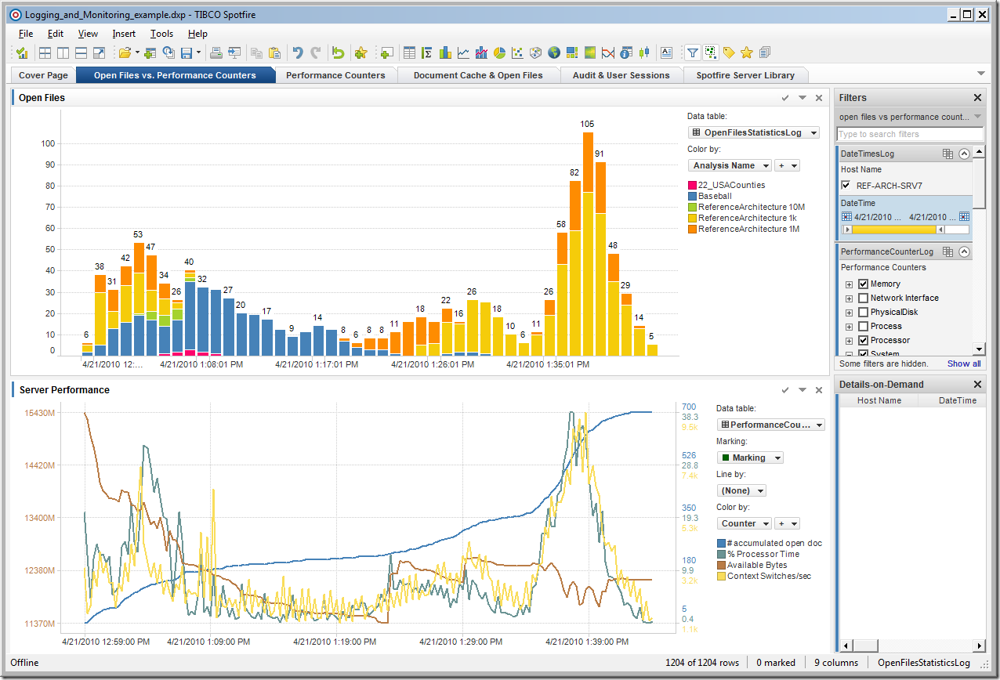 Logging_and_Monitoring_example.dxp - TIBCO Spotfire
File Edit View Insert Tools Help
Cover Page Open Files vs. Performance Counters Performance Counters Document Cache & Open Files Audit & User Sessions Spotfire Server Library
Open Files
100
90
80
70
60
50
40
30
20
10
0
6 38 31 42 53 47 34 26 40 32 27 20 17 9 14 8 6 8 8 11 18 22 16 26 18 10 6 11 26 58 82 105 91 48 29 14 5
4/21/2010 12:... 4/21/2010 1:08:01 PM 4/21/2010 1:17:01 PM 4/21/2010 1:26:01 PM 4/21/2010 1:35:01 PM
Data table:
OpenFilesStatisticsLog
Color by:
Analysis Name +
22_USACounties
Baseball
ReferenceArchitecture 10M
ReferenceArchitecture 1k
ReferenceArchitecture 1M
Server Performance
15430M
14420M
13400M
12380M
11370M
700
38.3
9.5k
526
28.8
7.4k
350
19.3
5.3k
180
9.9
3.2k
5
0.4
1.1k
4/21/2010 12:59:00 PM 4/21/2010 1:09:00 PM 4/21/2010 1:19:00 PM 4/21/2010 1:29:00 PM 4/21/2010 1:39:00 PM
Data table:
PerformanceCou...
Marking:
Marking
Line by:
(None)
Color by:
Counter +
# accumulated open doc
% Processor Time
Available Bytes
Context Switches/sec
Filters
open files vs performance count...
Type to search filters
DateTimesLog
Host Name
REF-ARCH-SRV7
DateTime
4/21/2010 ... 4/21/2010 ...
PerformanceCounterLog
Performance Counters
Memory
Network Interface
PhysicalDisk
Process
Processor
System
Some filters are hidden. Show all
Details-on-Demand
Host Name DateTime
Offline 1204 of 1204 rows 0 marked 9 columns OpenFilesStatisticsLog